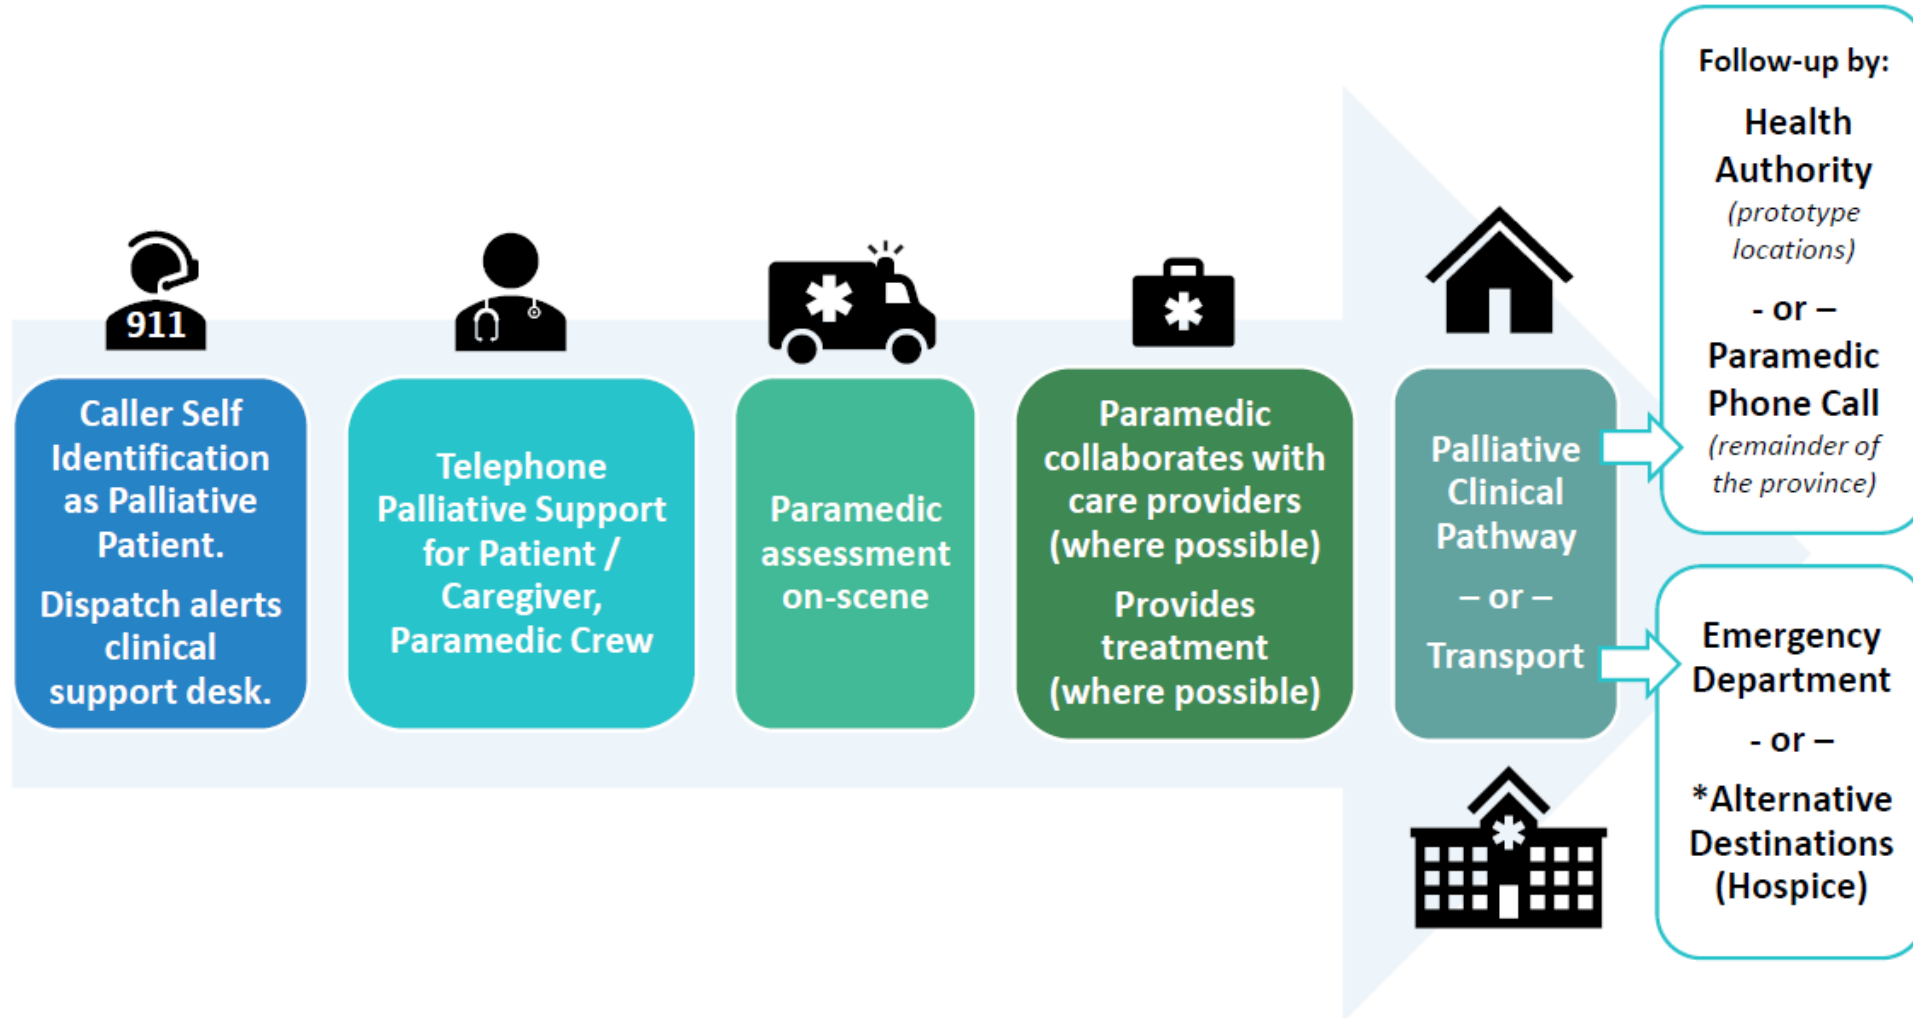 911
Caller Self
Identification
as Palliative
Patient.
Dispatch alerts
clinical
support desk.
Telephone
Palliative Support
for Patient /
Caregiver,
Paramedic Crew
Paramedic
assessment
on-scene
Paramedic
collaborates with
care providers
(where possible)
Provides
treatment
(where possible)
Palliative
Clinical
Pathway
– or –
Transport
Follow-up by:
Health
Authority
(prototype
locations)
- or –
Paramedic
Phone Call
(remainder of
the province)
Emergency
Department
- or –
*Alternative
Destinations
(Hospice)